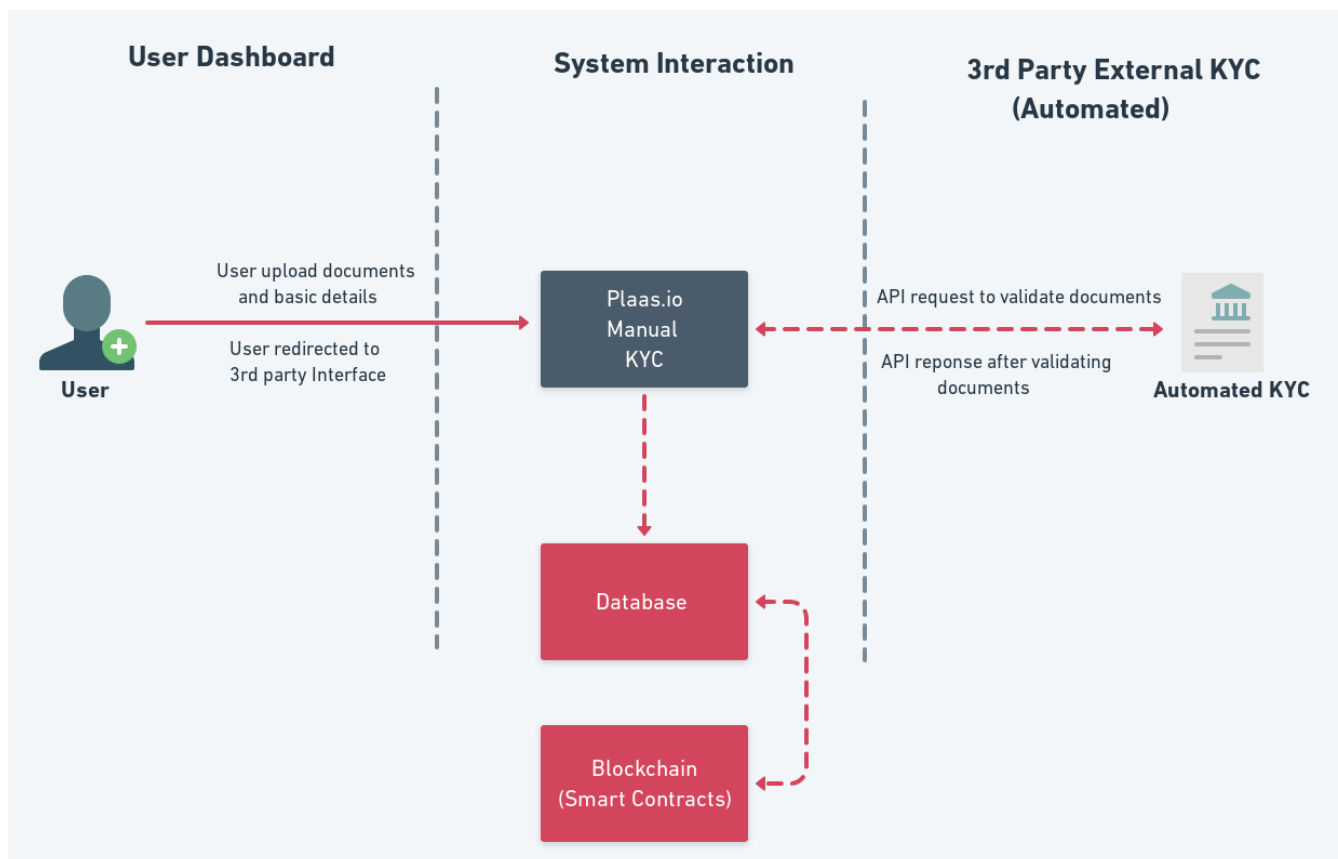 User Dashboard
System Interaction
3rd Party External KYC
(Automated)
User upload documents
and basic details
User redirected to
3rd party Interface
User
Plaas.io
Manual
KYC
API request to validate documents
API reponse after validating
documents
Automated KYC
Database
Blockchain
(Smart Contracts)